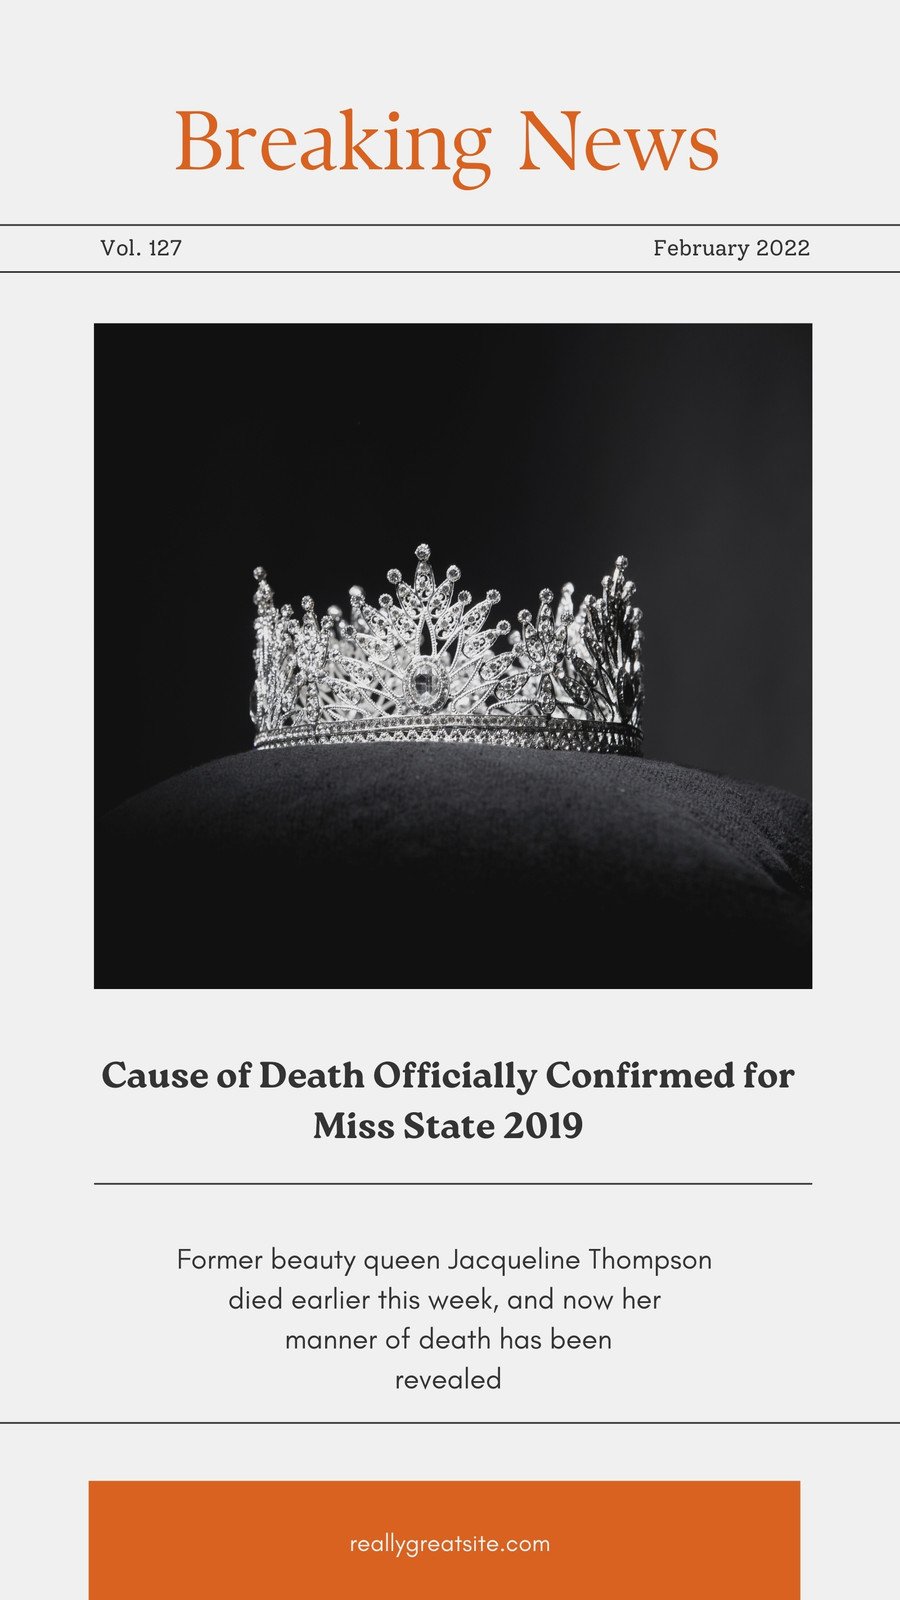 Breaking News
Vol. 127
February 2022
Cause of Death Officially Confirmed for
Miss State 2019
Former beauty queen Jacqueline Thompson
died earlier this week, and now her
manner of death has been
revealed
reallygreatsite.com